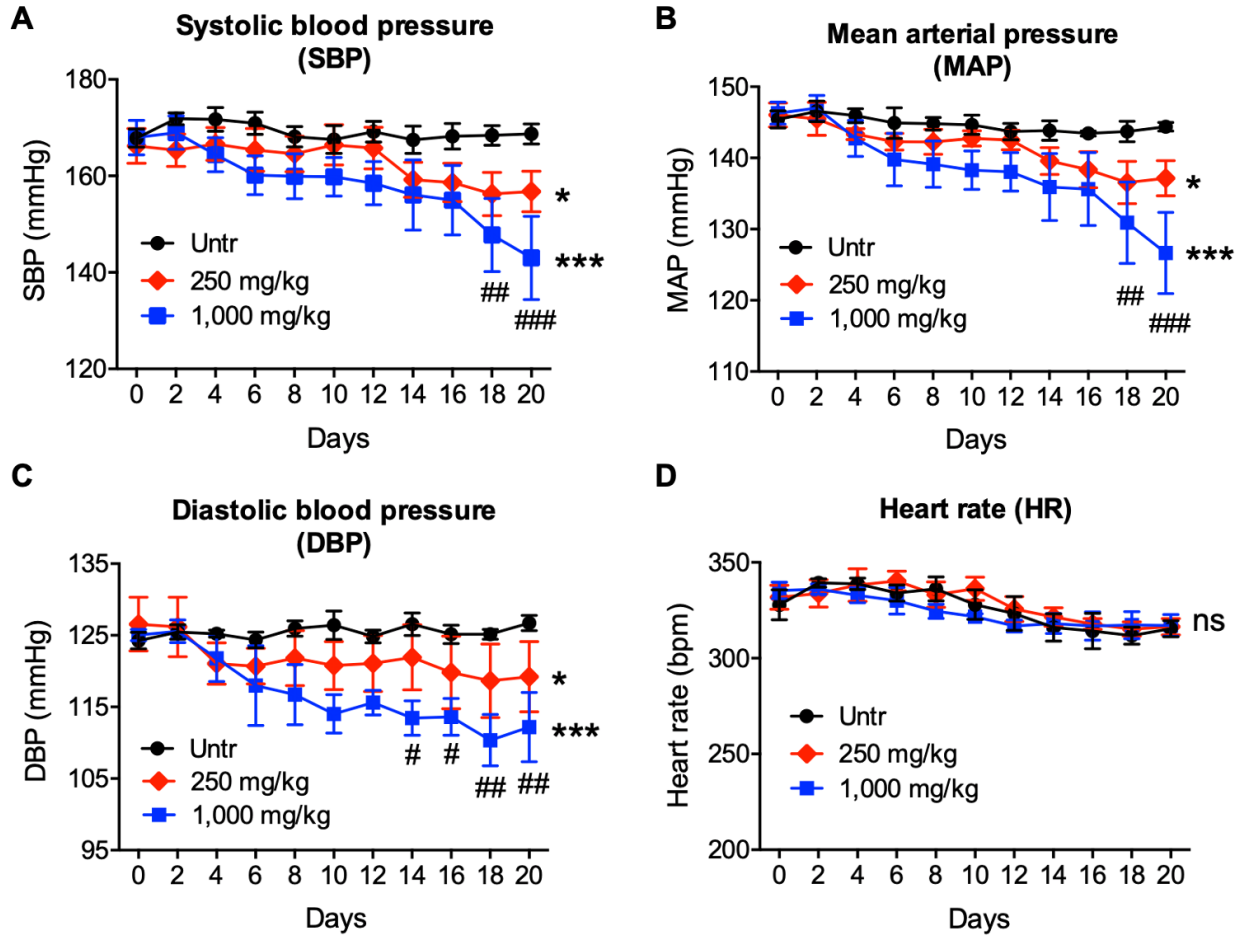 A
Systolic blood pressure
(SBP)
180
160
140
120
SBP (mmHg)
Untr
250 mg/kg
1,000 mg/kg
*
***
##
###
0 2 4 6 8 10 12 14 16 18 20
Days
B
Mean arterial pressure
(MAP)
150
140
130
120
110
MAP (mmHg)
Untr
250 mg/kg
1,000 mg/kg
*
***
##
###
0 2 4 6 8 10 12 14 16 18 20
Days
C
Diastolic blood pressure
(DBP)
135
125
115
105
95
DBP (mmHg)
Untr
250 mg/kg
1,000 mg/kg
*
***
# # ## ##
0 2 4 6 8 10 12 14 16 18 20
Days
D
Heart rate (HR)
350
300
250
200
Heart rate (bpm)
ns
Untr
250 mg/kg
1,000 mg/kg
0 2 4 6 8 10 12 14 16 18 20
Days